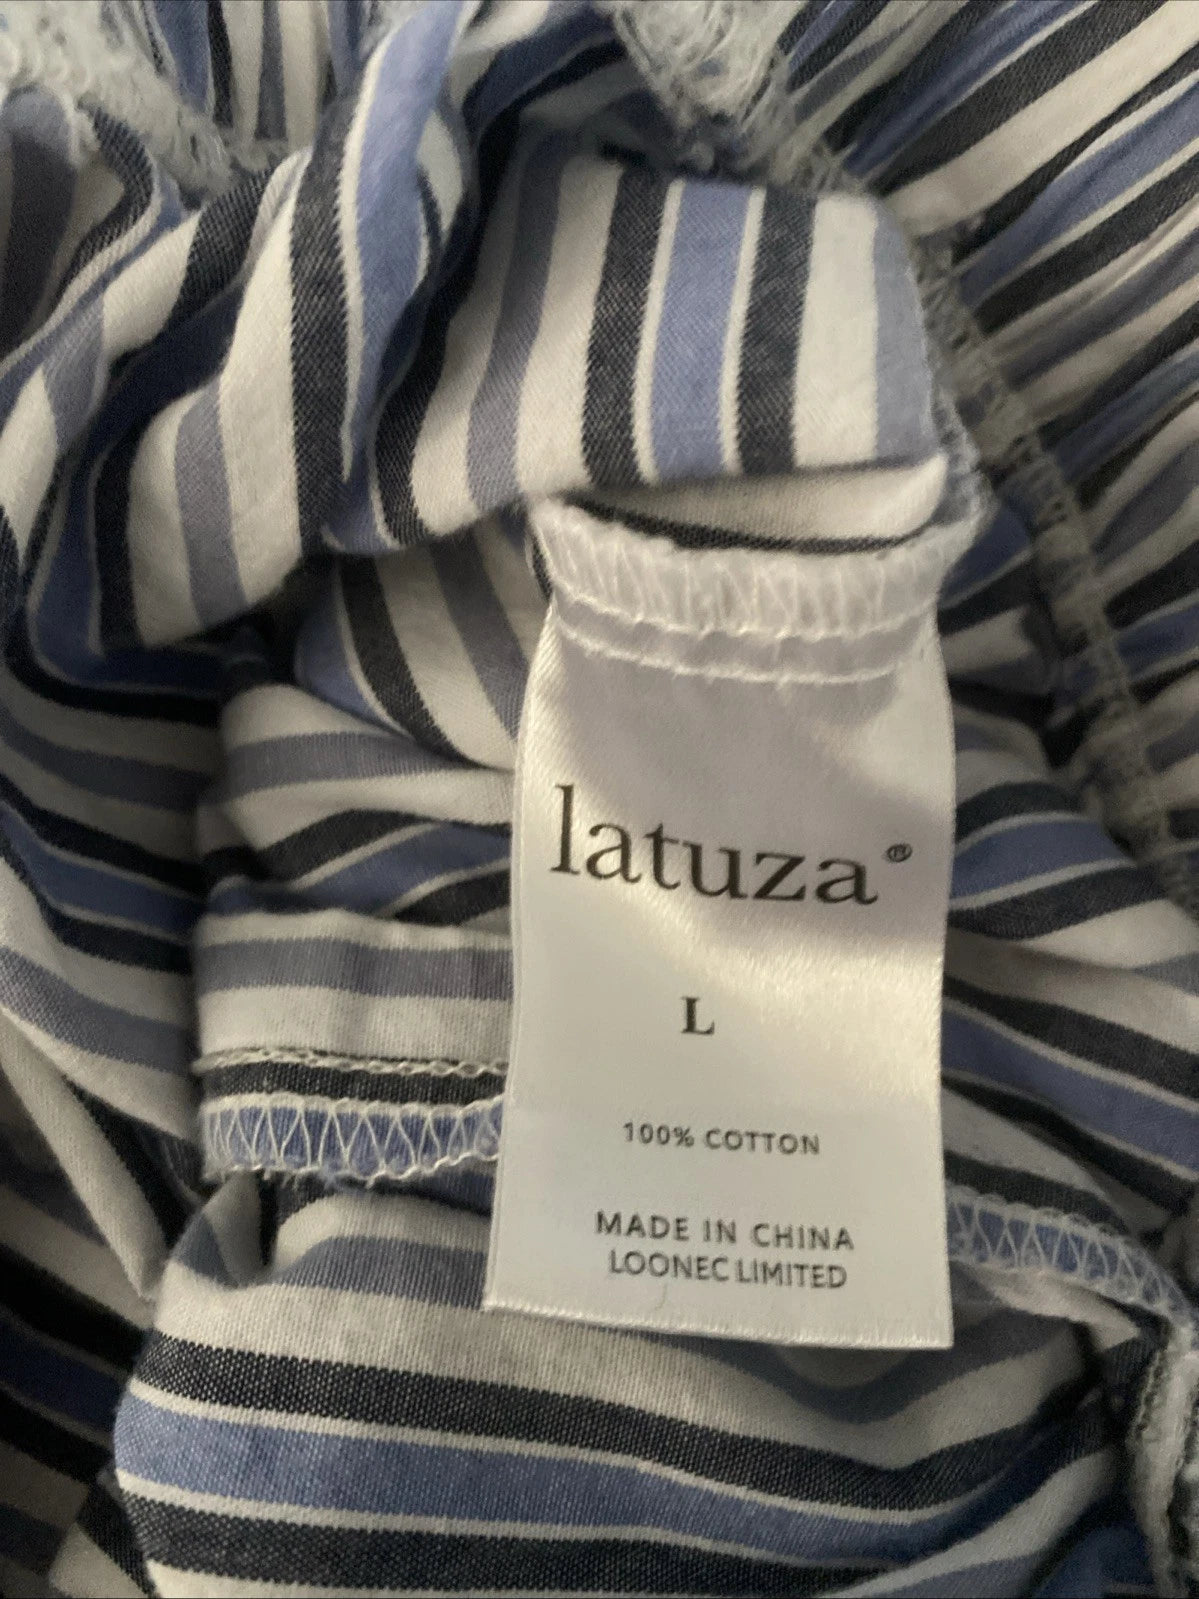 latuza®
L
100% COTTON
MADE IN CHINA
LOONEC LIMITED